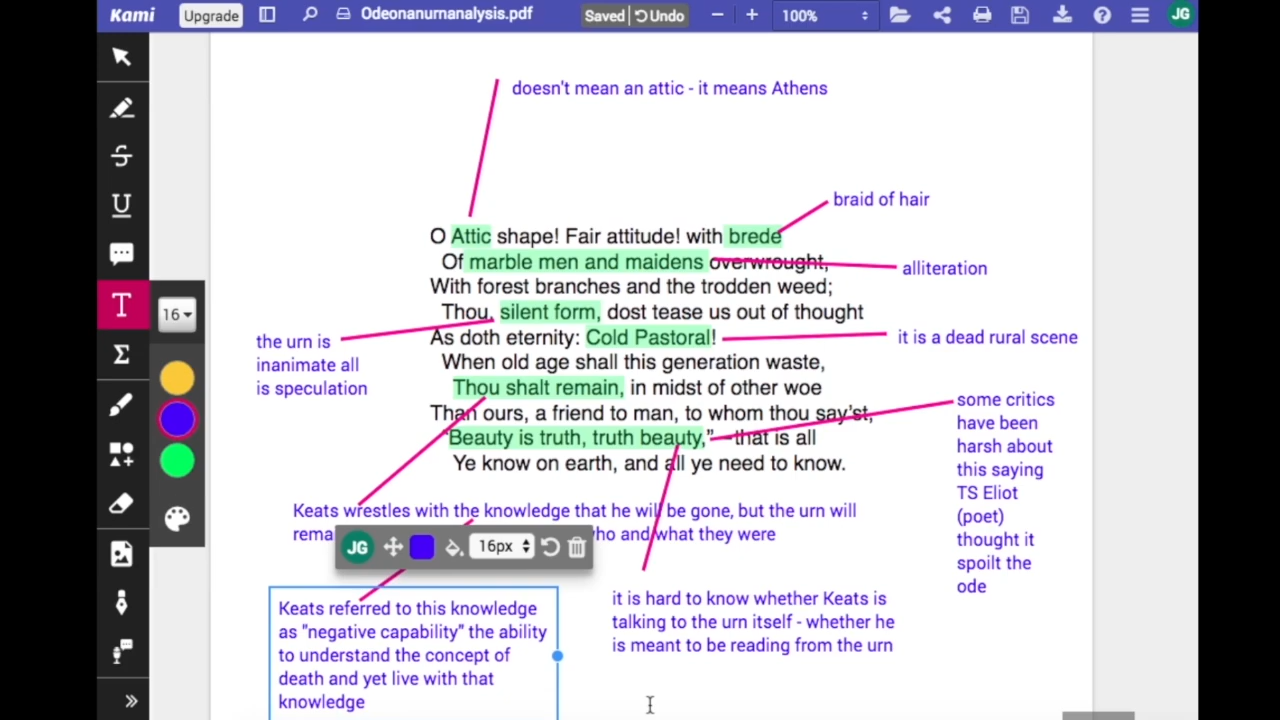 Kami
Upgrade
Odeonanurnanalysis.pdf
Saved
Undo
100%
JG
doesn't mean an attic - it means Athens
braid of hair
O Attic shape! Fair attitude! with brede
Of marble men and maidens overwrought,
alliteration
With forest branches and the trodden weed;
Thou, silent form, dost tease us out of thought
As doth eternity: Cold Pastoral!
it is a dead rural scene
the urn is
inanimate all
is speculation
When old age shall this generation waste,
Thou shalt remain, in midst of other woe
Than ours, a friend to man, to whom thou say'st,
"Beauty is truth, truth beauty,"–that is all
Ye know on earth, and all ye need to know.
some critics
have been
harsh about
this saying
TS Eliot
(poet)
thought it
spoilt the
ode
Keats wrestles with the knowledge that he will be gone, but the urn will
who and what they were
JG
16px
16
T
Keats referred to this knowledge
as "negative capability" the ability
to understand the concept of
death and yet live with that
knowledge
it is hard to know whether Keats is
talking to the urn itself - whether he
is meant to be reading from the urn